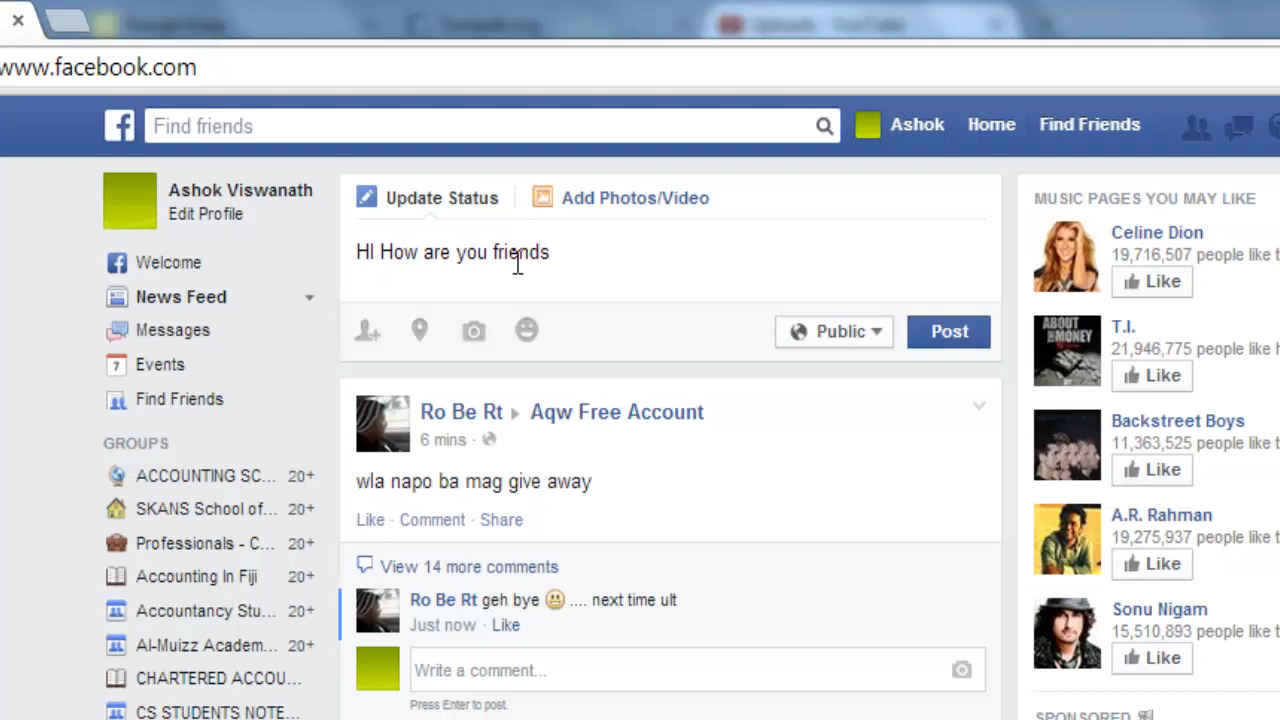 www.facebook.com
Find friends
Ashok
Home
Find Friends
Ashok Viswanath
Edit Profile
Welcome
News Feed
Messages
7 Events
Find Friends
GROUPS
ACCOUNTING SC... 20+
SKANS School of... 20+
Professionals - C... 20+
Accounting In Fiji 20+
Accountancy Stu... 20+
Al-Muizz Academ... 20+
CHARTERED ACCOU...
CS STUDENTS NOTE...
Update Status
Add Photos/Video
HI How are you friends
Public
Post
Ro Be Rt Aqw Free Account
6 mins ·
wla napo ba mag give away
Like · Comment · Share
View 14 more comments
Ro Be Rt geh bye .... next time ult
Just now · Like
Write a comment...
Press Enter to post.
MUSIC PAGES YOU MAY LIKE
Celine Dion
19,716,507 people like t
Like
ABOUT THE MONEY
T.I.
21,946,775 people like
Like
Backstreet Boys
11,363,525 people like t
Like
A.R. Rahman
19,275,937 people like t
Like
Sonu Nigam
15,510,893 people like t
Like
SPONSORED